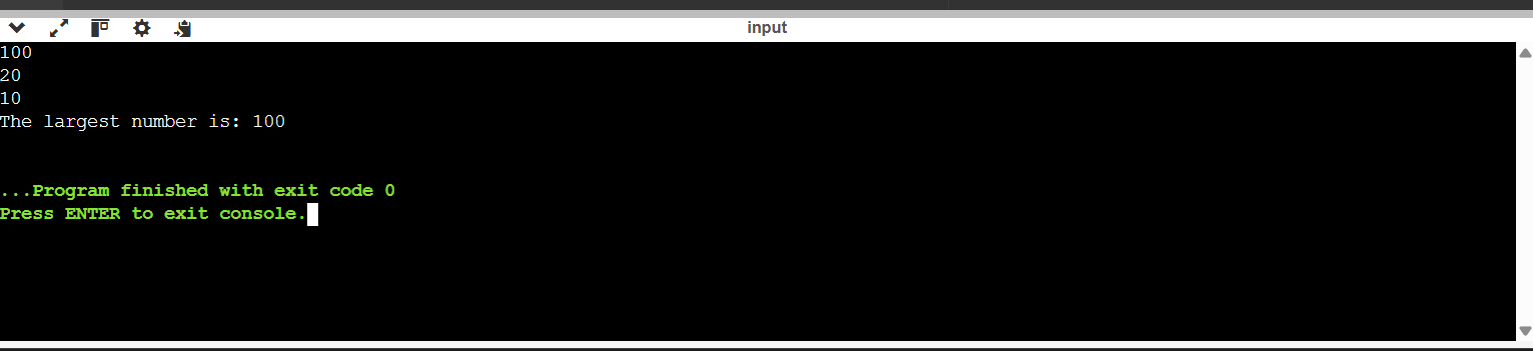 input
100
20
10
The largest number is: 100
...Program finished with exit code 0
Press ENTER to exit console.